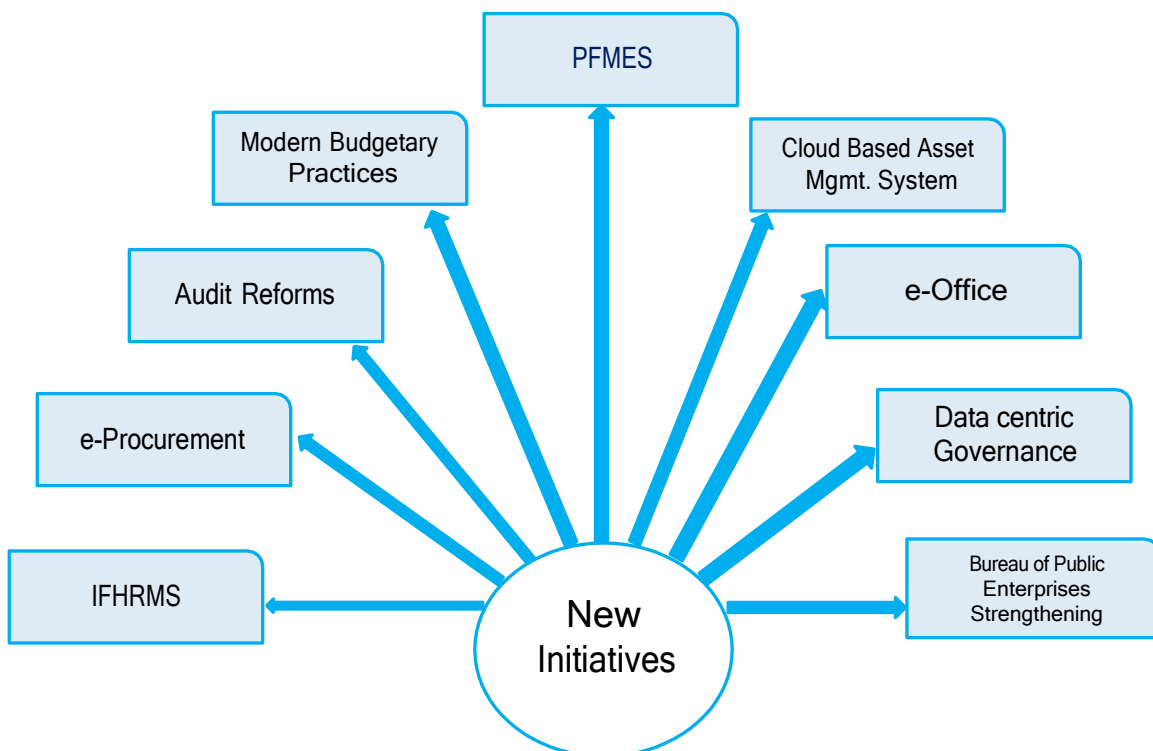 PFMES
Modern Budgetary
Practices
Cloud Based Asset
Mgmt. System
Audit Reforms
e-Office
e-Procurement
Data centric
Governance
IFHRMS
Bureau of Public
Enterprises
Strengthening
New
Initiatives